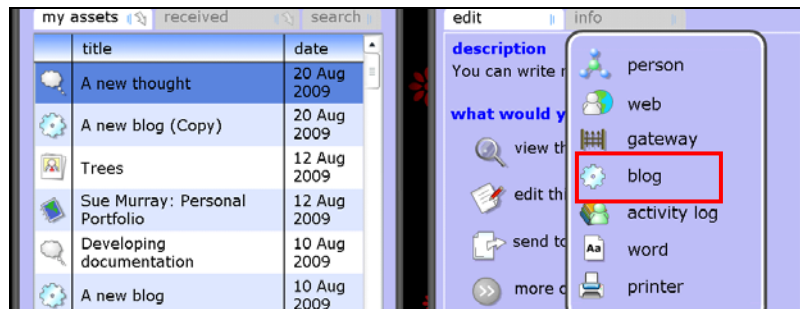 my assets
received
search
title
date
A new thought
20 Aug
2009
A new blog (Copy)
20 Aug
2009
Trees
12 Aug
2009
Sue Murray: Personal
Portfolio
12 Aug
2009
Developing
documentation
10 Aug
2009
A new blog
10 Aug
2009
edit
info
description
You can write
what would y
view th
edit thi
send to
more
person
web
gateway
blog
activity log
Aa
word
printer